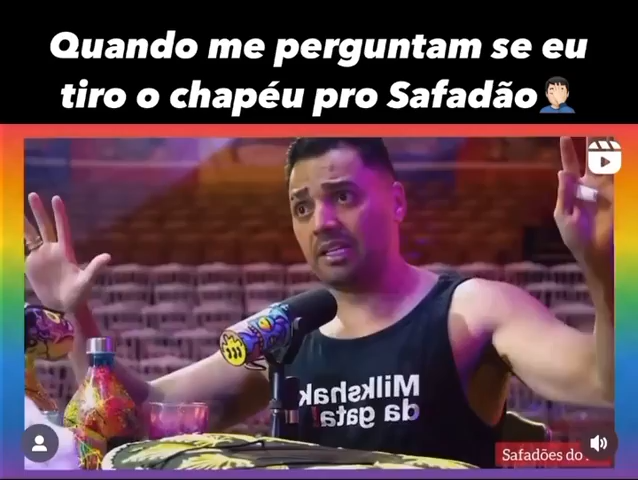 Quando me perguntam se eu
tiro o chapéu pro Safadão🤦🏻‍♂️
Milkshak
da gata!
Safadões do